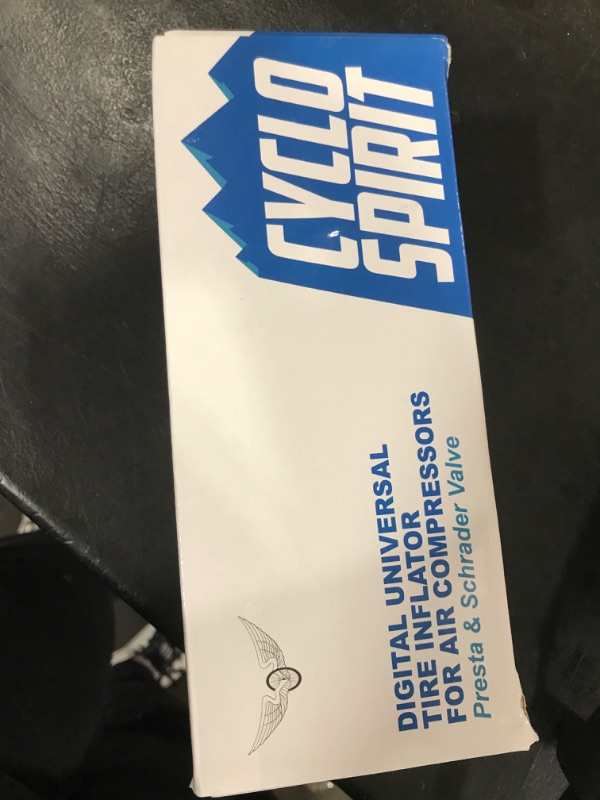 CYCLO
SPIRIT
DIGITAL UNIVERSAL
TIRE INFLATOR
FOR AIR COMPRESSORS
Presta & Schrader Valve